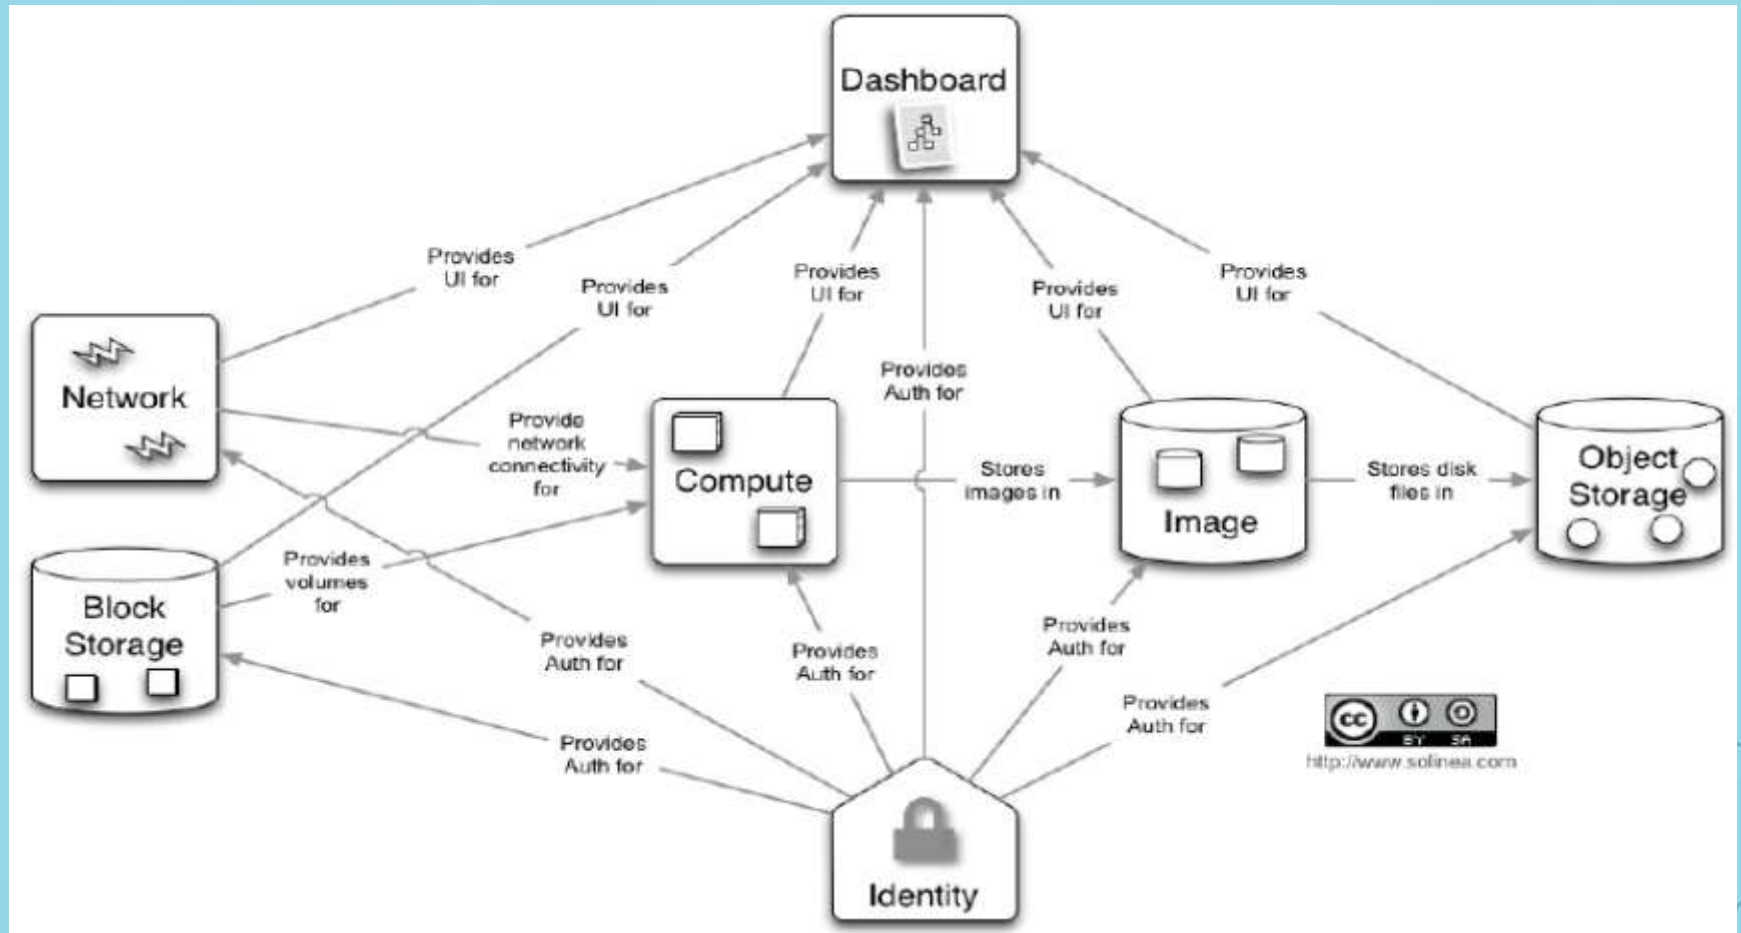 Dashboard
Provides
UI for
Provides
UI for
Provides
UI for
Provides
UI for
Provides
UI for
Network
Provides
Auth for
Provide
network
connectivity
for
Compute
Stores
images in
Image
Stores disk
files in
Object
Storage
Provides
volumes
for
Block
Storage
Provides
Auth for
Provides
Auth for
Provides
Auth for
Provides
Auth for
Provides
Auth for
cc
BY SA
http://www.solinea.com
Identity